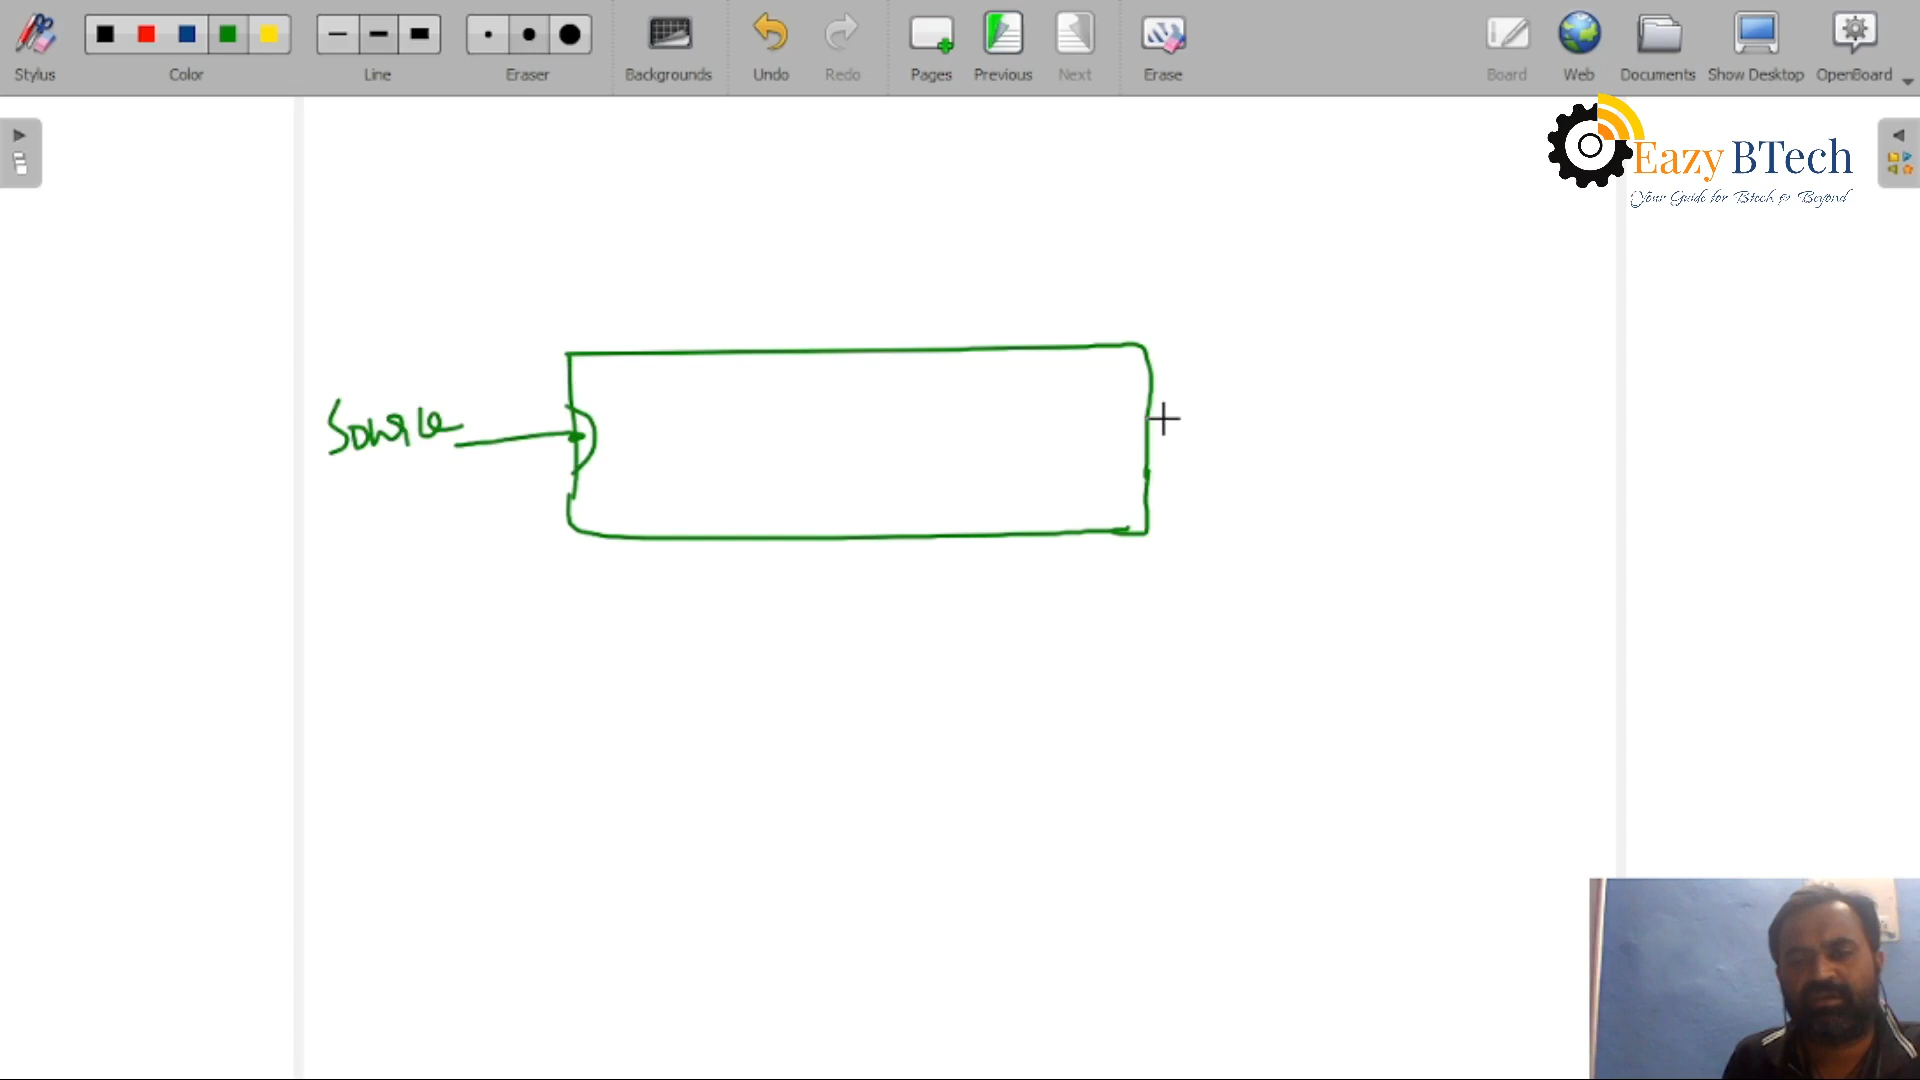 Stylus
Color
Line
Eraser
Backgrounds
Undo
Redo
Pages
Previous
Next
Erase
Board
Web
Documents
Show Desktop
OpenBoard
Eazy BTech
Your Guide for Btech & Beyond
Source